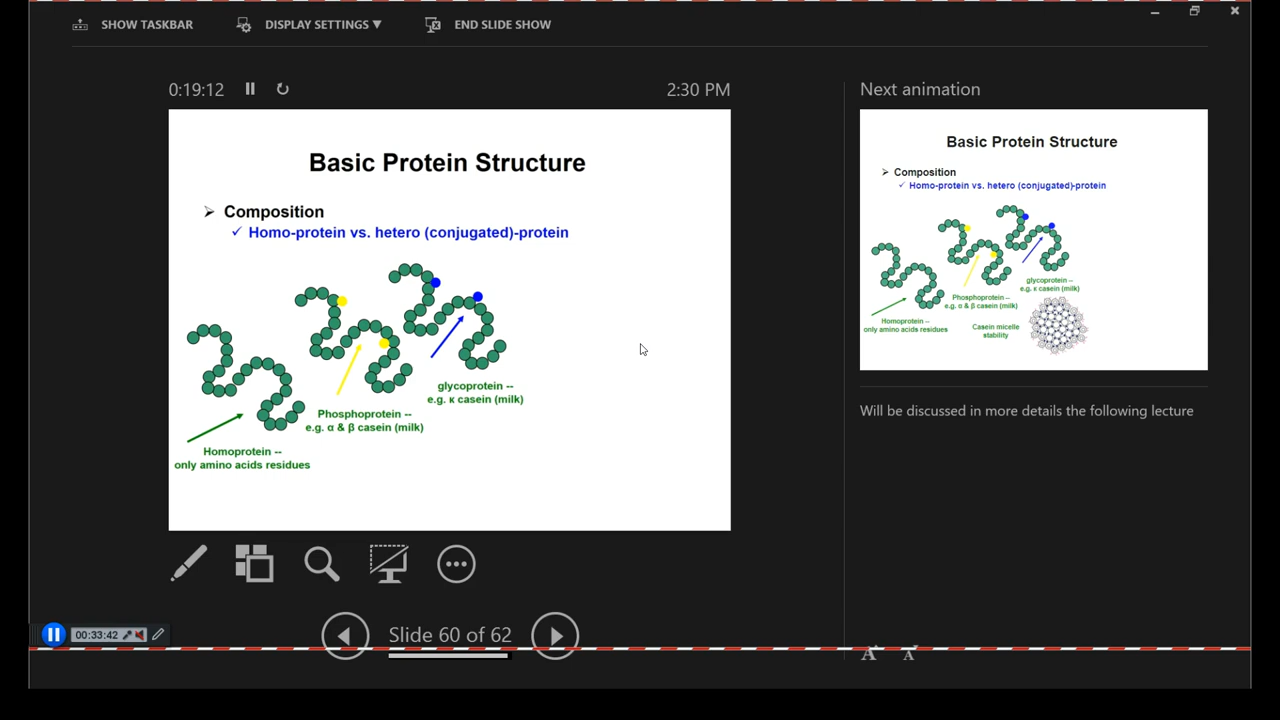 SHOW TASKBAR
DISPLAY SETTINGS ▼
END SLIDE SHOW
0:19:12
2:30 PM
Basic Protein Structure
➢ Composition
✓ Homo-protein vs. hetero (conjugated)-protein
glycoprotein --
e.g. κ casein (milk)
Phosphoprotein --
e.g. α & β casein (milk)
Homoprotein --
only amino acids residues
Next animation
Basic Protein Structure
➢ Composition
✓ Homo-protein vs. hetero (conjugated)-protein
glycoprotein --
e.g. κ casein (milk)
Phosphoprotein --
e.g. α & β casein (milk)
Homoprotein --
only amino acids residues
Casein micelle
stability
Will be discussed in more details the following lecture
Slide 60 of 62
00:33:42
A
A